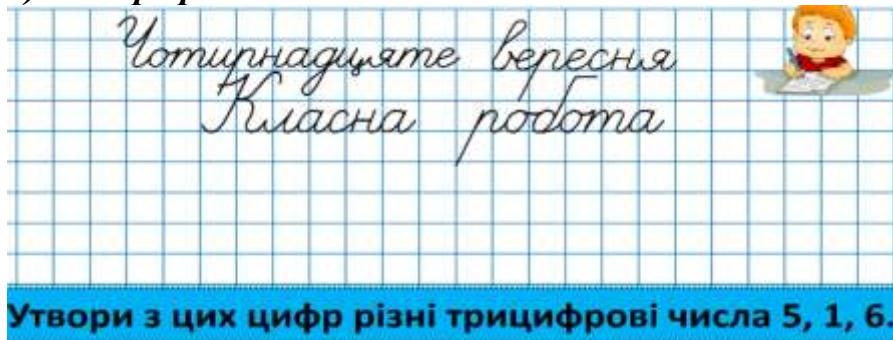 Чотирнадцяте вересня
Класна робота
Утвори з цих цифр різні трицифрові числа 5, 1, 6.